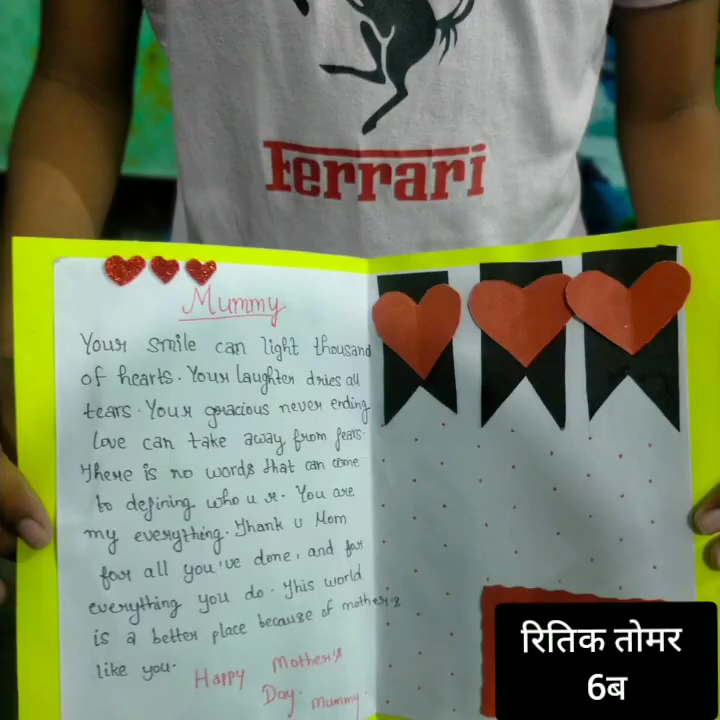 Ferrari
Mummy
Your smile can light thousand
of hearts. Your laughter dries all
tears. Your gracious never ending
love can take away from fears.
There is no words that can come
to defining who u r. You are
my everything. Thank u Mom
for all you've done, and for
everything you do. This world
is a better place because of mother's
like you.
Happy Mother's
Day. Mummy.
रितिक तोमर
6ब